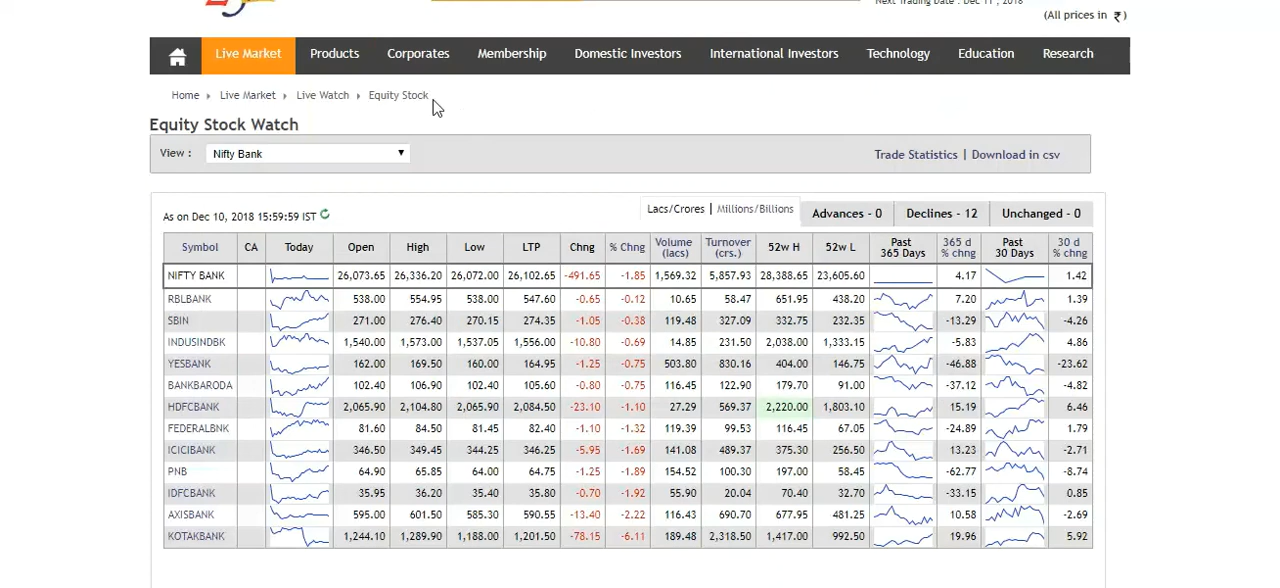 Next Trading Date : Dec 11 , 2018
(All prices in ₹)
Live Market Products Corporates Membership Domestic Investors International Investors Technology Education Research
Home Live Market Live Watch Equity Stock
Equity Stock Watch
View : Nifty Bank Trade Statistics | Download in csv
As on Dec 10, 2018 15:59:59 IST Lacs/Crores | Millions/Billions Advances - 0 Declines - 12 Unchanged - 0
Symbol CA Today Open High Low LTP Chng % Chng Volume (lacs) Turnover (crs.) 52w H 52w L Past 365 Days 365 d % chng Past 30 Days 30 d % chng
NIFTY BANK 26,073.65 26,336.20 26,072.00 26,102.65 -491.65 -1.85 1,569.32 5,857.93 28,388.65 23,605.60 4.17 1.42
RBLBANK 538.00 554.95 538.00 547.60 -0.65 -0.12 10.65 58.47 651.95 438.20 7.20 1.39
SBIN 271.00 276.40 270.15 274.35 -1.05 -0.38 119.48 327.09 332.75 232.35 -13.29 -4.26
INDUSINDBK 1,540.00 1,573.00 1,537.05 1,556.00 -10.80 -0.69 14.85 231.50 2,038.00 1,333.15 -5.83 4.86
YESBANK 162.00 169.50 160.00 164.95 -1.25 -0.75 503.80 830.16 404.00 146.75 -46.88 -23.62
BANKBARODA 102.40 106.90 102.40 105.60 -0.80 -0.75 116.45 122.90 179.70 91.00 -37.12 -4.82
HDFCBANK 2,065.90 2,104.80 2,065.90 2,084.50 -23.10 -1.10 27.29 569.37 2,220.00 1,803.10 15.19 6.46
FEDERALBNK 81.60 84.50 81.45 82.40 -1.10 -1.32 119.39 99.53 116.45 67.05 -24.89 1.79
ICICIBANK 346.50 349.45 344.25 346.25 -5.95 -1.69 141.08 489.37 375.30 256.50 13.23 -2.71
PNB 64.90 65.85 64.00 64.75 -1.25 -1.89 154.52 100.30 197.00 58.45 -62.77 -8.74
IDFCBANK 35.95 36.20 35.40 35.80 -0.70 -1.92 55.90 20.04 70.40 32.70 -33.15 0.85
AXISBANK 595.00 601.50 585.30 590.55 -13.40 -2.22 116.43 690.70 677.95 481.25 10.58 -2.69
KOTAKBANK 1,244.10 1,289.90 1,188.00 1,201.50 -78.15 -6.11 189.48 2,318.50 1,417.00 992.50 19.96 5.92